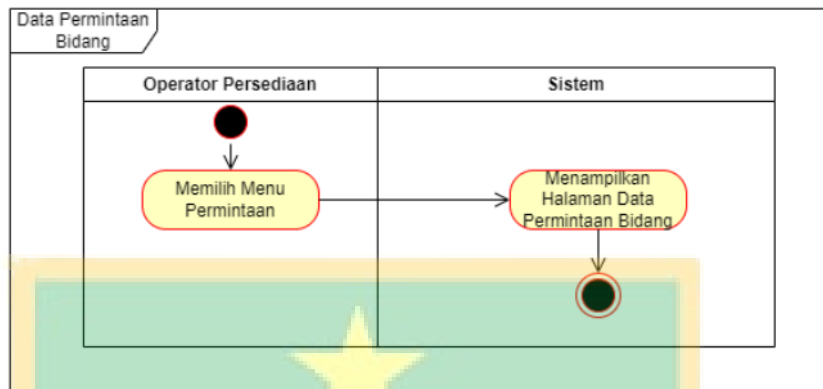 Data Permintaan
Bidang
Operator Persediaan
Sistem
Memilih Menu
Permintaan
Menampilkan
Halaman Data
Permintaan Bidang